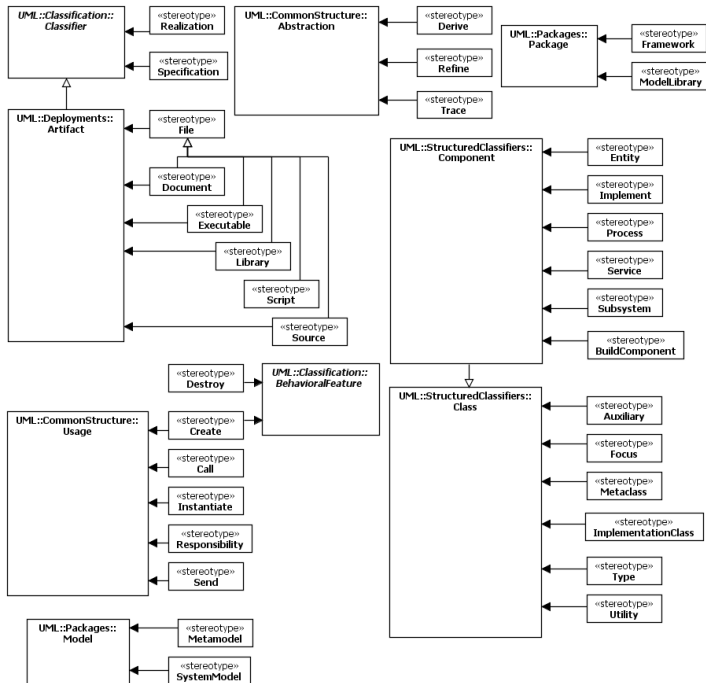 UML::Classification::
Classifier
«stereotype»
Realization
«stereotype»
Specification
UML::CommonStructure::
Abstraction
«stereotype»
Derive
«stereotype»
Refine
«stereotype»
Trace
UML::Packages::
Package
«stereotype»
Framework
«stereotype»
ModelLibrary
UML::Deployments::
Artifact
«stereotype»
File
«stereotype»
Document
«stereotype»
Executable
«stereotype»
Library
«stereotype»
Script
«stereotype»
Source
UML::StructuredClassifiers::
Component
«stereotype»
Entity
«stereotype»
Implement
«stereotype»
Process
«stereotype»
Service
«stereotype»
Subsystem
«stereotype»
BuildComponent
«stereotype»
Destroy
UML::Classification::
BehavioralFeature
UML::CommonStructure::
Usage
«stereotype»
Create
«stereotype»
Call
«stereotype»
Instantiate
«stereotype»
Responsibility
«stereotype»
Send
UML::StructuredClassifiers::
Class
«stereotype»
Auxiliary
«stereotype»
Focus
«stereotype»
Metaclass
«stereotype»
ImplementationClass
«stereotype»
Type
«stereotype»
Utility
UML::Packages::
Model
«stereotype»
Metamodel
«stereotype»
SystemModel